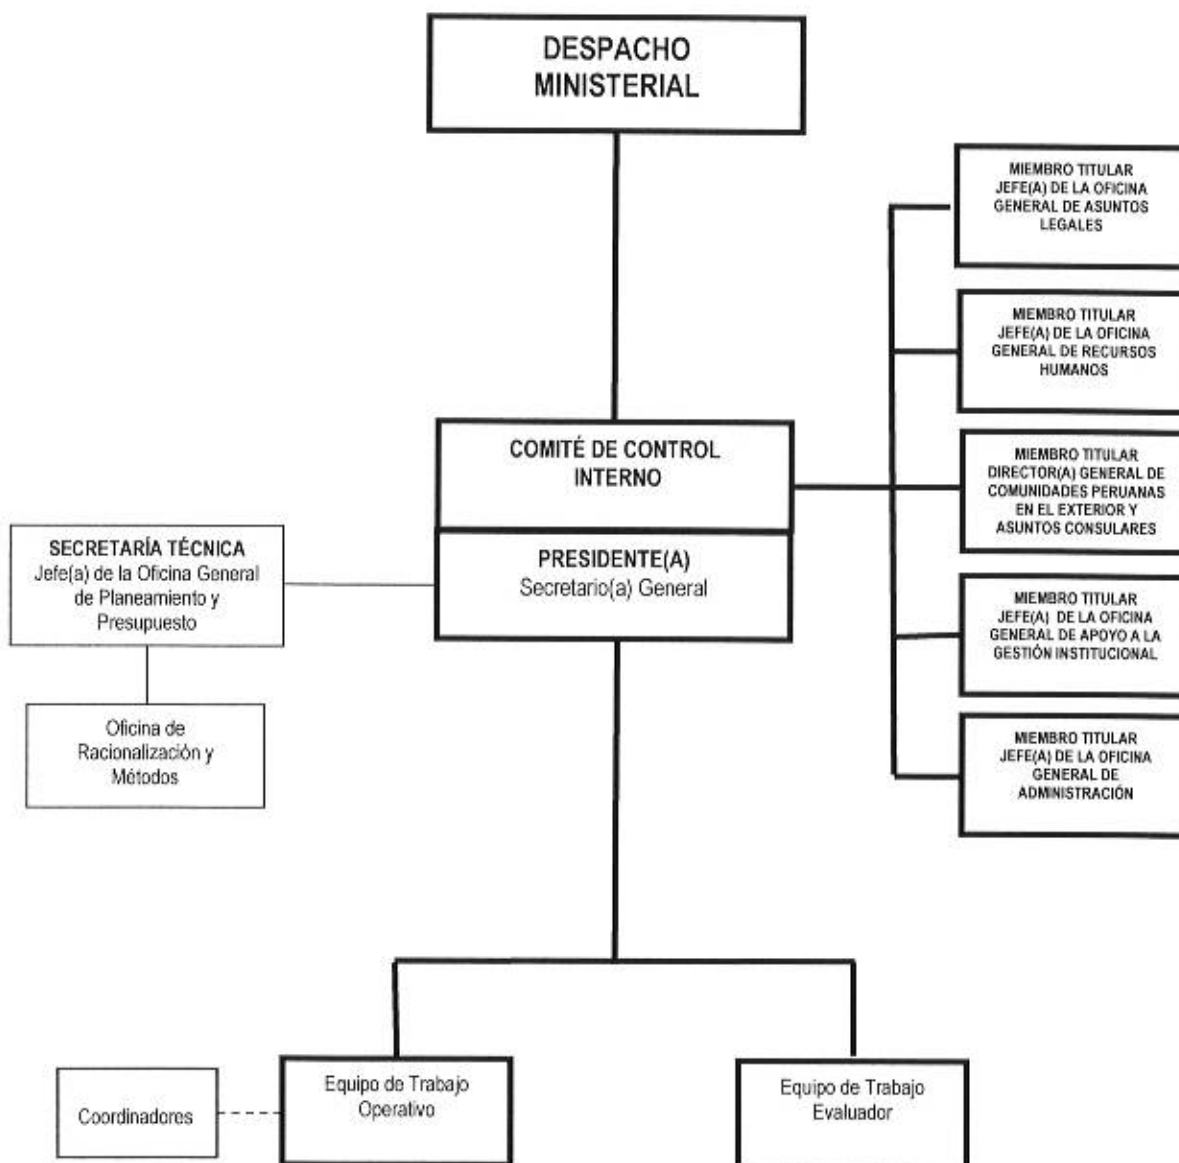 DESPACHO
MINISTERIAL
MIEMBRO TITULAR
JEFE(A) DE LA OFICINA
GENERAL DE ASUNTOS
LEGALES
MIEMBRO TITULAR
JEFE(A) DE LA OFICINA
GENERAL DE RECURSOS
HUMANOS
COMITÉ DE CONTROL
INTERNO
MIEMBRO TITULAR
DIRECTOR(A) GENERAL DE
COMUNIDADES PERUANAS
EN EL EXTERIOR Y
ASUNTOS CONSULARES
SECRETARÍA TÉCNICA
Jefe(a) de la Oficina General
de Planeamiento y
Presupuesto
PRESIDENTE(A)
Secretario(a) General
MIEMBRO TITULAR
JEFE(A) DE LA OFICINA
GENERAL DE APOYO A LA
GESTIÓN INSTITUCIONAL
Oficina de
Racionalización y
Métodos
MIEMBRO TITULAR
JEFE(A) DE LA OFICINA
GENERAL DE
ADMINISTRACIÓN
Coordinadores
Equipo de Trabajo
Operativo
Equipo de Trabajo
Evaluador